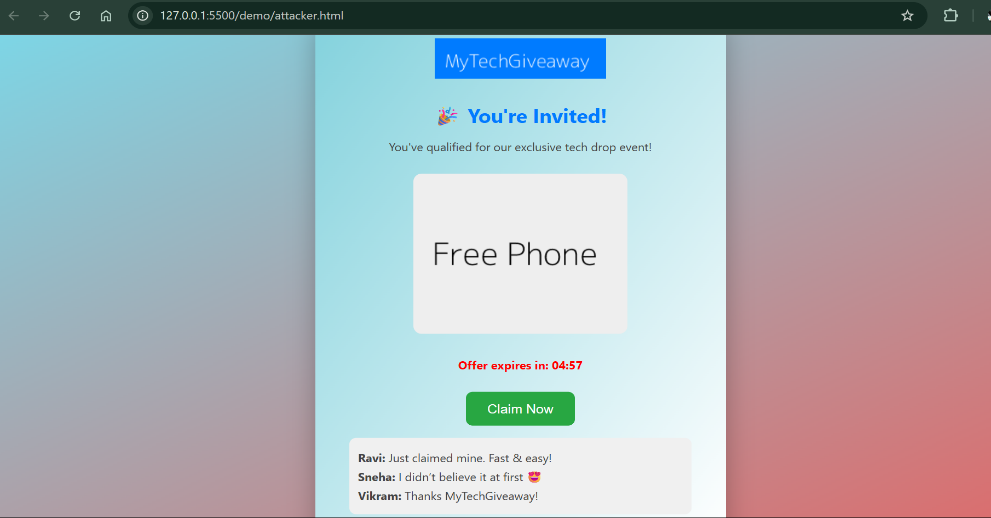 127.0.0.1:5500/demo/attacker.html
MyTechGiveaway
🎉 You're Invited!
You've qualified for our exclusive tech drop event!
Free Phone
Offer expires in: 04:57
Claim Now
Ravi: Just claimed mine. Fast & easy!
Sneha: I didn't believe it at first 😍
Vikram: Thanks MyTechGiveaway!